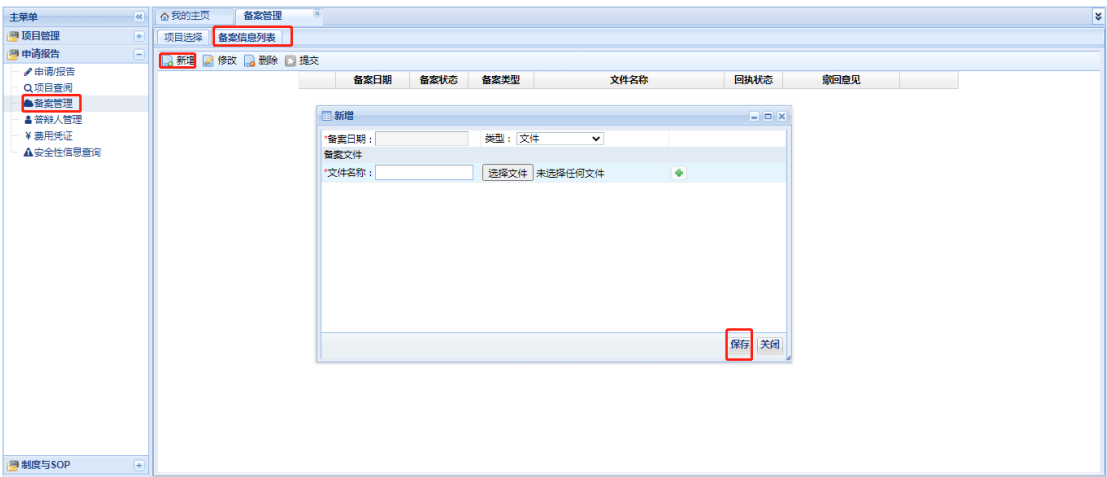 主菜单
项目管理
申请报告
申请/报告
项目查阅
备案管理
答辩人管理
¥ 费用凭证
安全性信息查询
制度与SOP
我的主页 备案管理
项目选择 备案信息列表
新增 修改 删除 提交
备案日期 备案状态 备案类型 文件名称 回执状态 驳回意见
新增
*备案日期： 类型： 文件
备案文件
*文件名称： 选择文件 未选择任何文件
保存 关闭